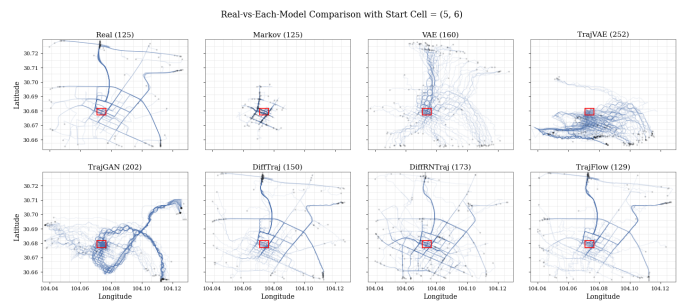 Real-vs-Each-Model Comparison with Start Cell = (5, 6)
Real (125)
Markov (125)
VAE (160)
TrajVAE (252)
30.72
30.71
30.70
30.69
30.68
30.67
30.66
Latitude
TrajGAN (202)
DiffTraj (150)
DiffRNTraj (173)
TrajFlow (129)
30.72
30.71
30.70
30.69
30.68
30.67
30.66
Latitude
104.04 104.06 104.08 104.10 104.12
104.04 104.06 104.08 104.10 104.12
104.04 104.06 104.08 104.10 104.12
104.04 104.06 104.08 104.10 104.12
Longitude
Longitude
Longitude
Longitude